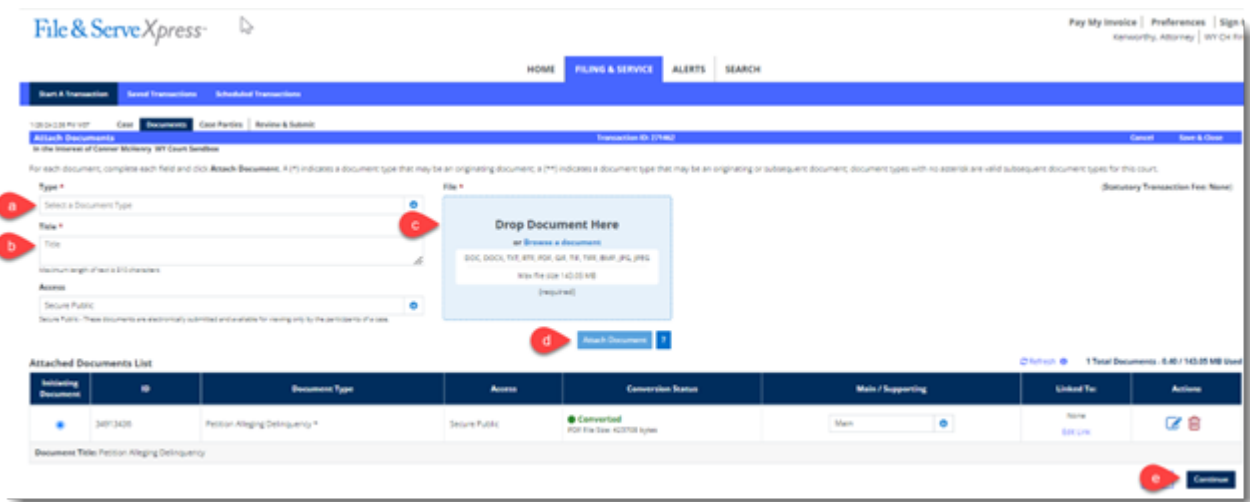 File & ServeXpress
Pay My Invoice | Preferences | Sign
Kenworthy, Attorney | WY CH
HOME FILING & SERVICE ALERTS SEARCH
Start A Transaction Saved Transactions Scheduled Transactions
Case Documents Case Parties Review & Submit
Attach Documents Transaction ID: 271462 Cancel Save & Close
In the Interest of Connor McHenry WY Court Sandbox
For each document, complete each field and click Attach Document. A (*) indicates a document type that may be an originating document; a (**) indicates a document type that may be an originating or subsequent document; document types with no asterisk are valid subsequent document types for this court.
Type * File * (Statutory Transaction Fee: None)
a Select a Document Type
c Drop Document Here
Title *
or Browse a document
b Title
DOC, DOCX, TXT, RTF, PDF, GIF, TIF, TIFF, BMP, JPG, JPEG
Maximum length of text is 510 characters
Max file size 143.05 MB
Access
[required]
Secure Public
Secure Public - These documents are electronically submitted and available for viewing only by the participants of a case.
d Attach Document ?
Attached Documents List Refresh 1 Total Documents : 0.40 / 143.05 MB Used
Initiating Document ID Document Type Access Conversion Status Main / Supporting Linked To: Actions
34913426 Petition Alleging Delinquency * Secure Public Converted Main None
PDF File Size: 423708 bytes Edit Link
Document Title: Petition Alleging Delinquency
e Continue